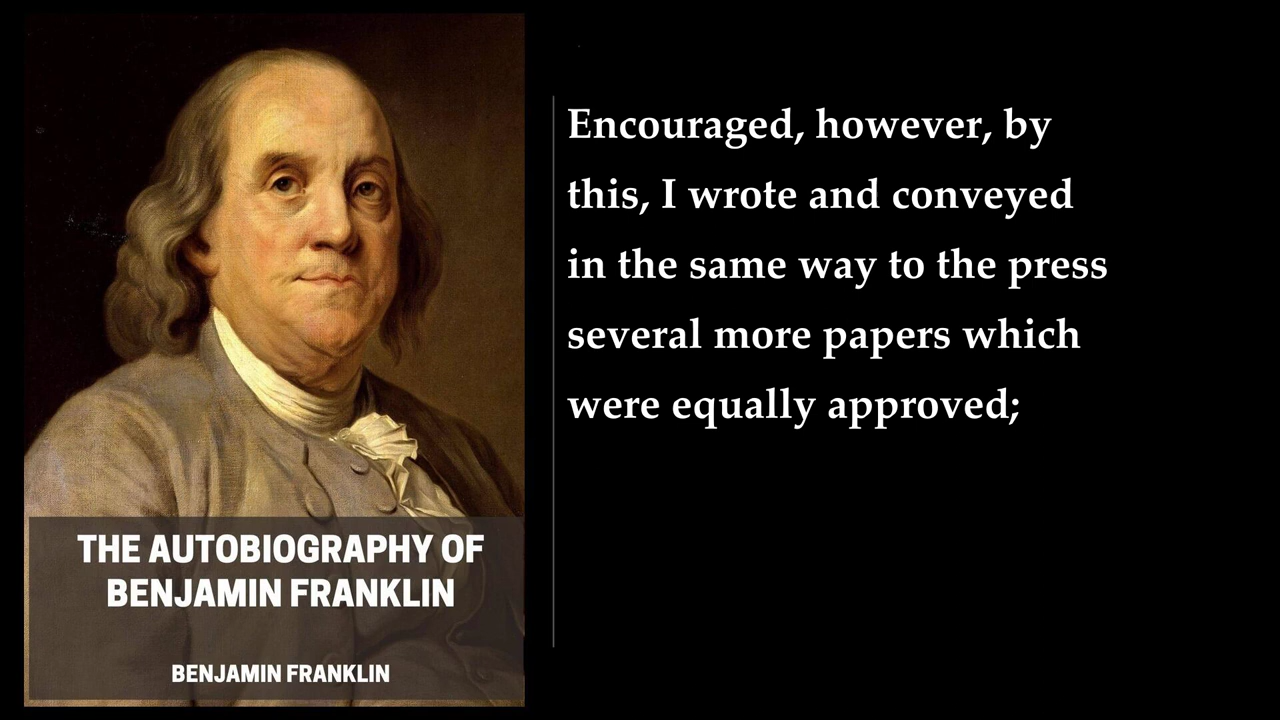 THE AUTOBIOGRAPHY OF
BENJAMIN FRANKLIN
BENJAMIN FRANKLIN
Encouraged, however, by
this, I wrote and conveyed
in the same way to the press
several more papers which
were equally approved;